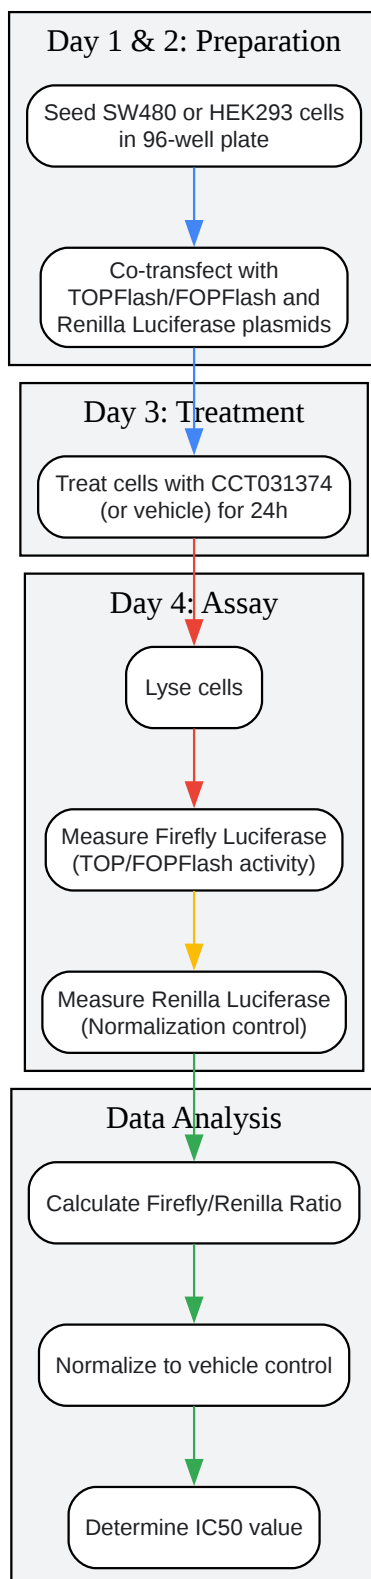 Day 1 & 2: Preparation
Seed SW480 or HEK293 cells
in 96-well plate
Co-transfect with
TOPFlash/FOPFlash and
Renilla Luciferase plasmids
Day 3: Treatment
Treat cells with CCT031374
(or vehicle) for 24h
Day 4: Assay
Lyse cells
Measure Firefly Luciferase
(TOP/FOPFlash activity)
Measure Renilla Luciferase
(Normalization control)
Data Analysis
Calculate Firefly/Renilla Ratio
Normalize to vehicle control
Determine IC50 value